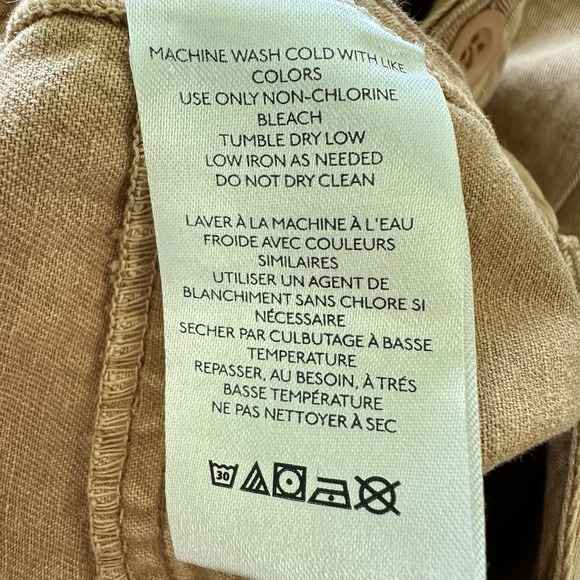 MACHINE WASH COLD WITH LIKE
COLORS
USE ONLY NON-CHLORINE
BLEACH
TUMBLE DRY LOW
LOW IRON AS NEEDED
DO NOT DRY CLEAN
LAVER À LA MACHINE À L'EAU
FROIDE AVEC COULEURS
SIMILAIRES
UTILISER UN AGENT DE
BLANCHIMENT SANS CHLORE SI
NÉCESSAIRE
SECHER PAR CULBUTAGE À BASSE
TEMPERATURE
REPASSER, AU BESOIN, À TRÉS
BASSE TEMPÉRATURE
NE PAS NETTOYER À SEC
30